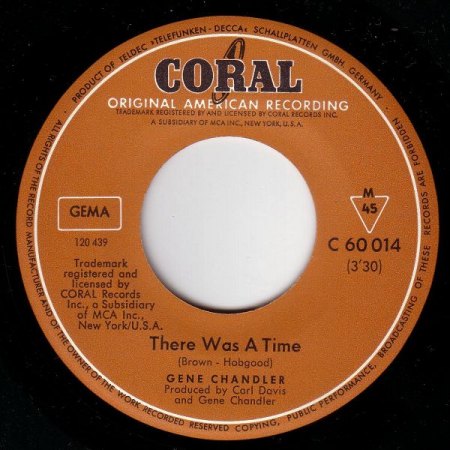 PRODUCT OF TELDEC »TELEFUNKEN - DECCA« SCHALLPLATTEN GMBH, GERMANY ·
CORAL
ORIGINAL AMERICAN RECORDING
TRADEMARK REGISTERED BY AND LICENSED BY CORAL RECORDS INC.
A SUBSIDIARY OF MCA INC., NEW YORK, U.S.A.
GEMA
120 439
Trademark
registered and
licensed by
CORAL Records
Inc., a Subsidiary
of MCA Inc.,
New York/U.S.A.
M
45
C 60 014
(3'30)
There Was A Time
(Brown - Habgood)
GENE CHANDLER
Produced by Carl Davis
and Gene Chandler
ALL RIGHTS OF THE RECORD MANUFACTURER AND OF THE OWNER OF THE WORK RECORDED RESERVED COPYING, PUBLIC PERFORMANCE, BROADCASTING OF THESE RECORDS ARE FORBIDDEN ·